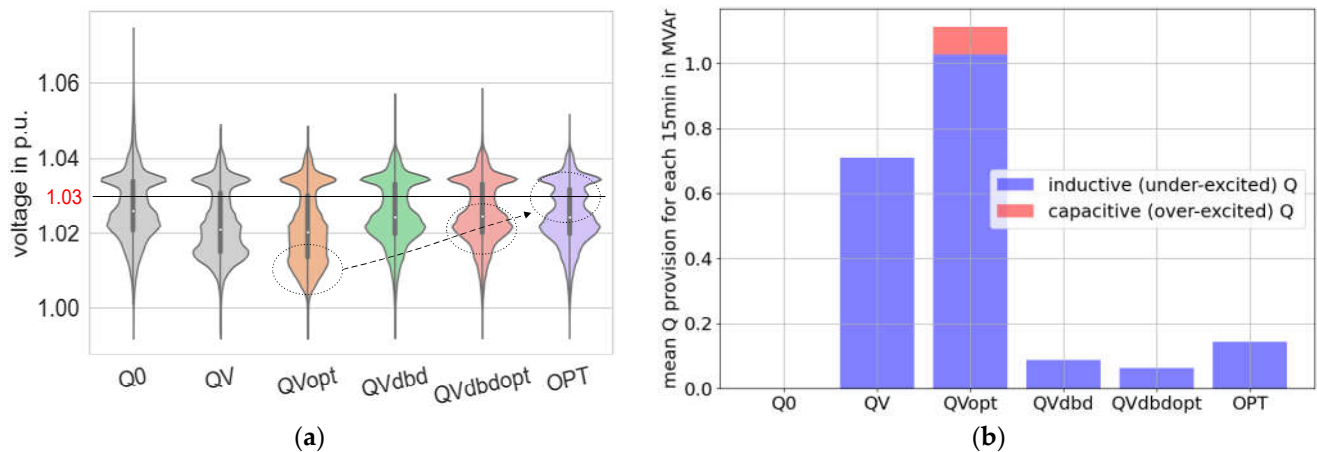 voltage in p.u.
1.06
1.04
1.03
1.02
1.00
Q0 QV QVopt QVdbd QVdbdopt OPT
(a)
mean Q provision for each 15min in MVAr
1.0
0.8
0.6
0.4
0.2
0.0
inductive (under-excited) Q
capacitive (over-excited) Q
Q0 QV QVopt QVdbd QVdbdopt OPT
(b)